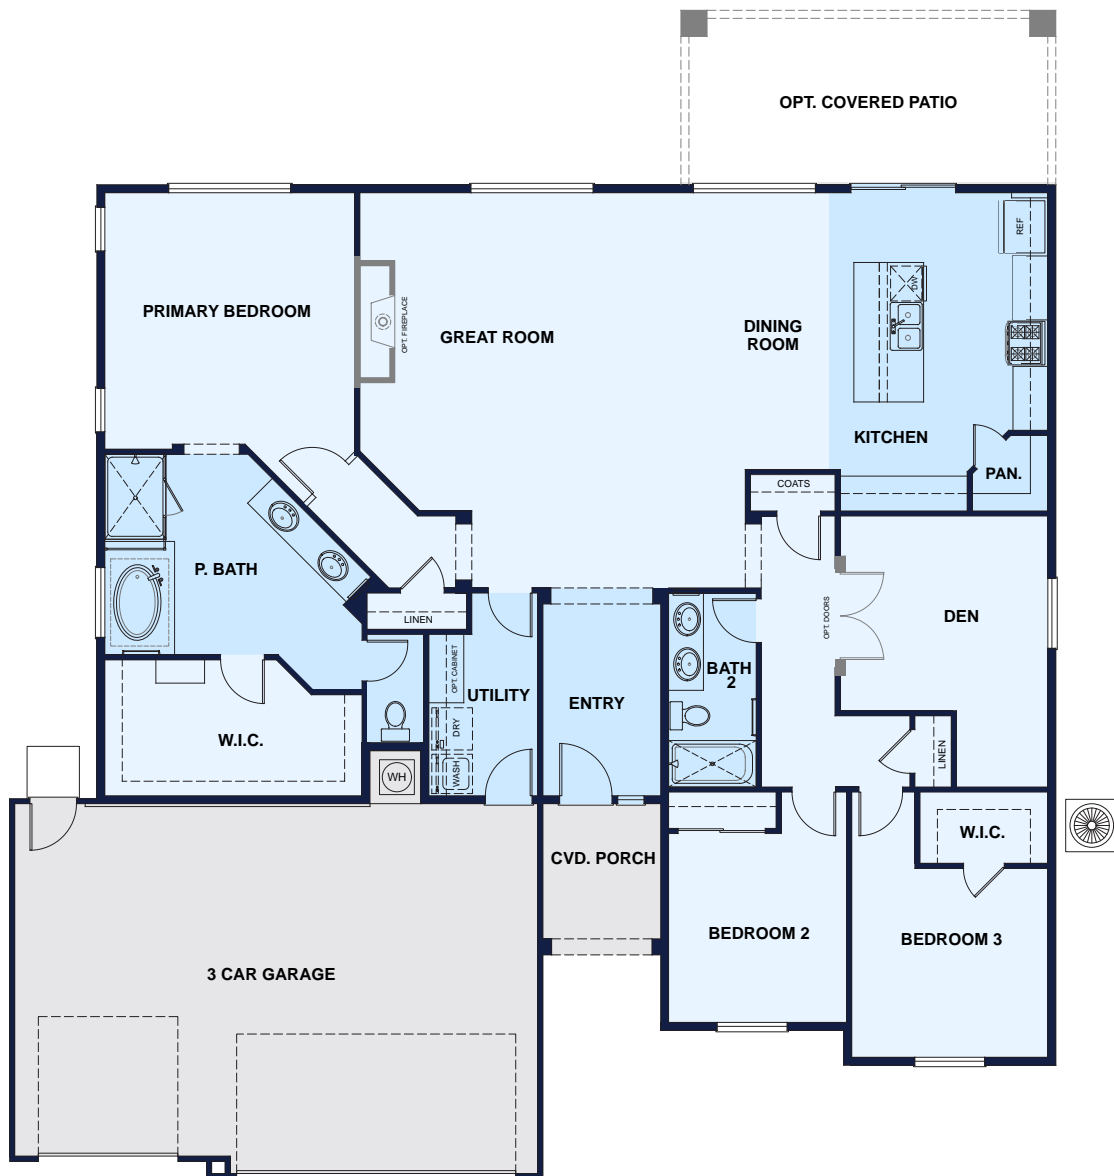 OPT. COVERED PATIO
REF
DW
PRIMARY BEDROOM
OPT. FIREPLACE
GREAT ROOM
DINING
ROOM
KITCHEN
PAN.
COATS
P. BATH
LINEN
OPT. DOORS
DEN
OPT. CABINET
UTILITY
ENTRY
BATH
2
W.I.C.
DRY
WASH
WH
LINEN
W.I.C.
CVD. PORCH
BEDROOM 2
BEDROOM 3
3 CAR GARAGE